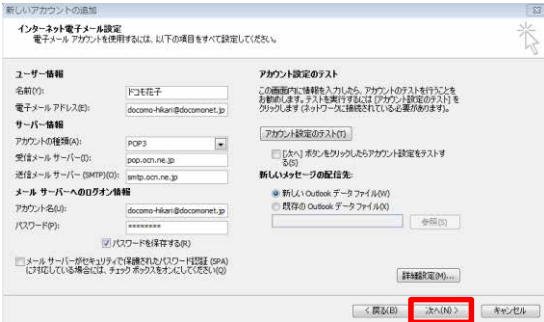 新しいアカウントの追加
インターネット電子メール設定
電子メール アカウントを使用するには、以下の項目をすべて設定してください。
ユーザー情報
名前(Y):
ドコモ花子
電子メール アドレス(E):
docomo-hikari@docomonet.jp
サーバー情報
アカウントの種類(A):
POP3
受信メール サーバー(I):
pop.ocn.ne.jp
送信メール サーバー (SMTP)(O):
smtp.ocn.ne.jp
メール サーバーへのログオン情報
アカウント名(U):
docomo-hikari@docomonet.jp
パスワード(P):
********
パスワードを保存する(R)
メール サーバーがセキュリティで保護されたパスワード認証 (SPA)
に対応している場合には、チェック ボックスをオンにしてください(Q)
アカウント設定のテスト
この画面内に情報を入力したら、アカウントのテストを行うことを
お勧めします。テストを実行するには [アカウント設定のテスト] を
クリックします (ネットワークに接続されている必要があります)。
アカウント設定のテスト(T)
[次へ] ボタンをクリックしたらアカウント設定をテストす
る(S)
新しいメッセージの配信先:
新しい Outlook データ ファイル(W)
既存の Outlook データ ファイル(X)
参照(S)
詳細設定(M)...
< 戻る(B)
次へ(N) >
キャンセル